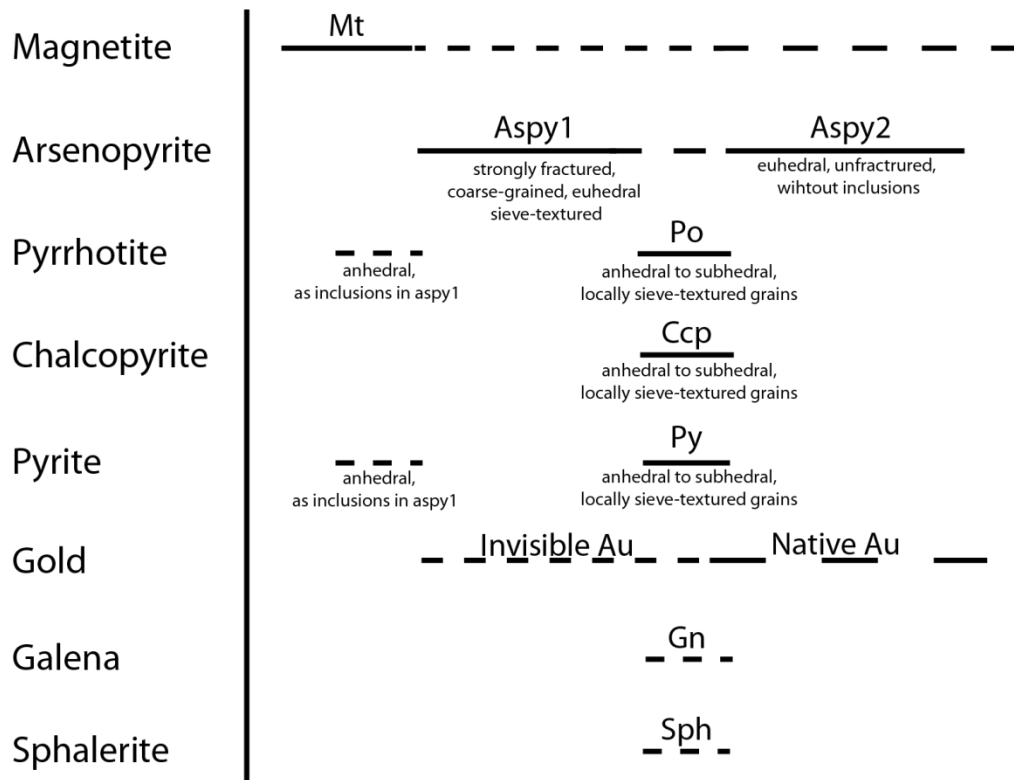 Magnetite
Mt
Arsenopyrite
Aspy1
strongly fractured,
coarse-grained, euhedral
sieve-textured
Aspy2
euhedral, unfractrured,
wihtout inclusions
Pyrrhotite
anhedral,
as inclusions in aspy1
Po
anhedral to subhedral,
locally sieve-textured grains
Chalcopyrite
Ccp
anhedral to subhedral,
locally sieve-textured grains
Pyrite
anhedral,
as inclusions in aspy1
Py
anhedral to subhedral,
locally sieve-textured grains
Gold
Invisible Au
Native Au
Galena
Gn
Sphalerite
Sph